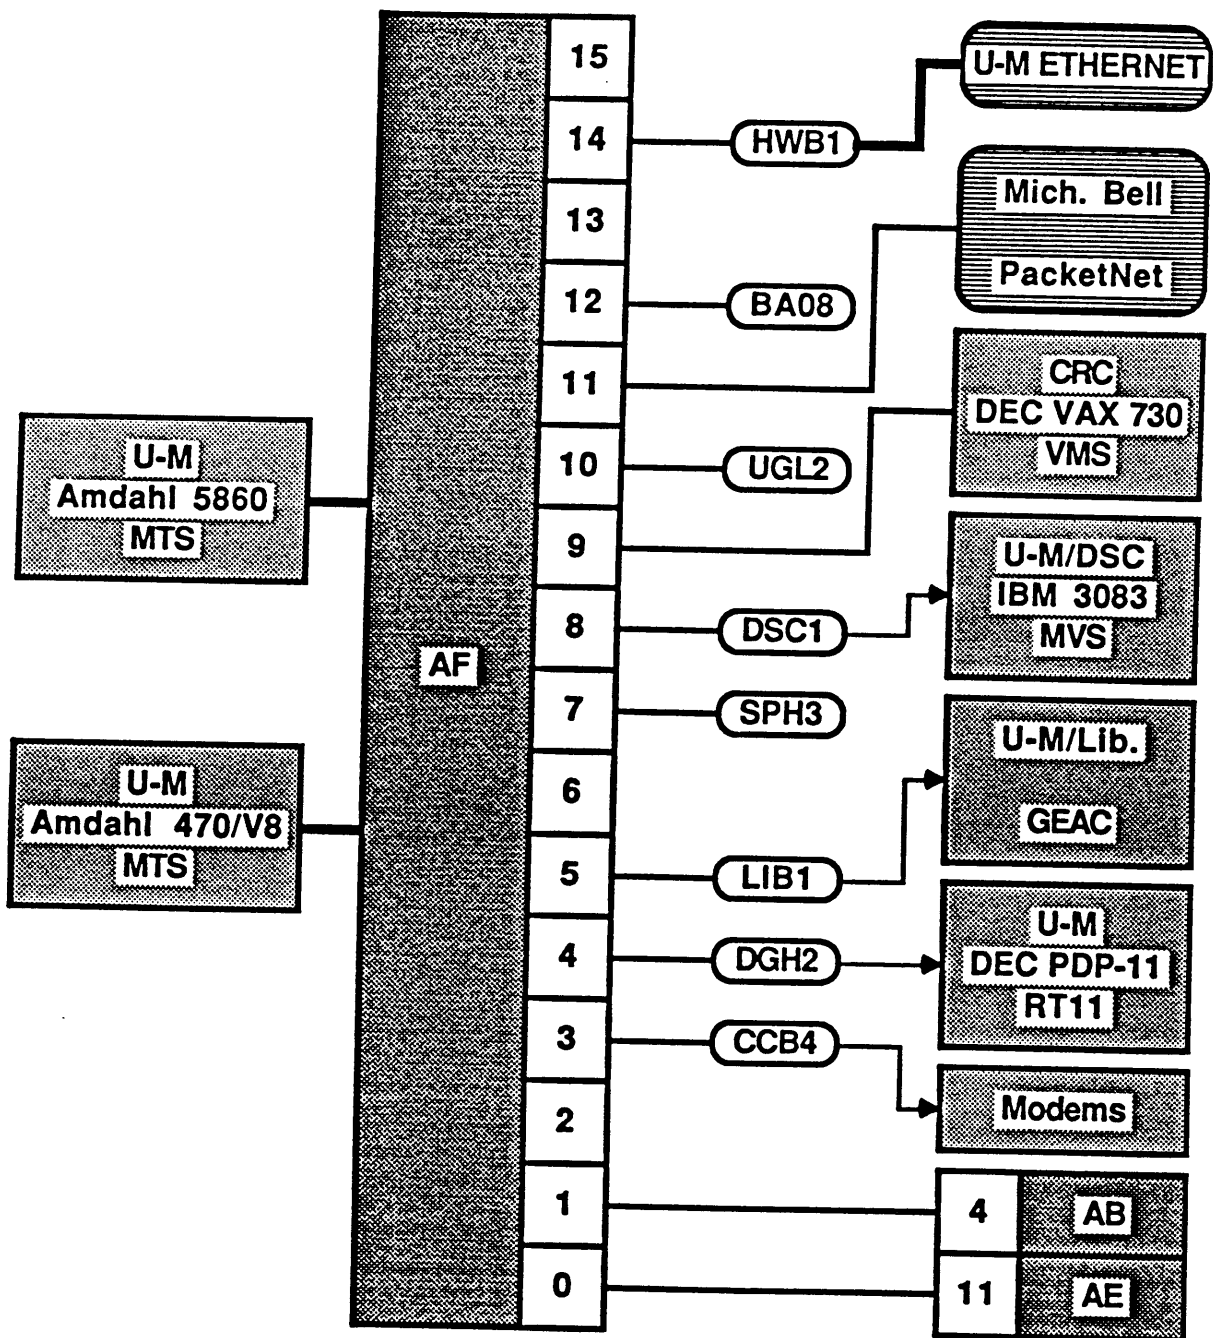 15
U-M ETHERNET
14
HWB1
13
Mich. Bell
PacketNet
12
BA08
11
CRC
DEC VAX 730
VMS
10
UGL2
U-M
Amdahl 5860
MTS
9
U-M/DSC
IBM 3083
MVS
8
DSC1
AF
7
SPH3
U-M/Lib.
GEAC
6
U-M
Amdahl 470/V8
MTS
5
LIB1
U-M
DEC PDP-11
RT11
4
DGH2
3
CCB4
Modems
2
1
4 AB
0
11 AE